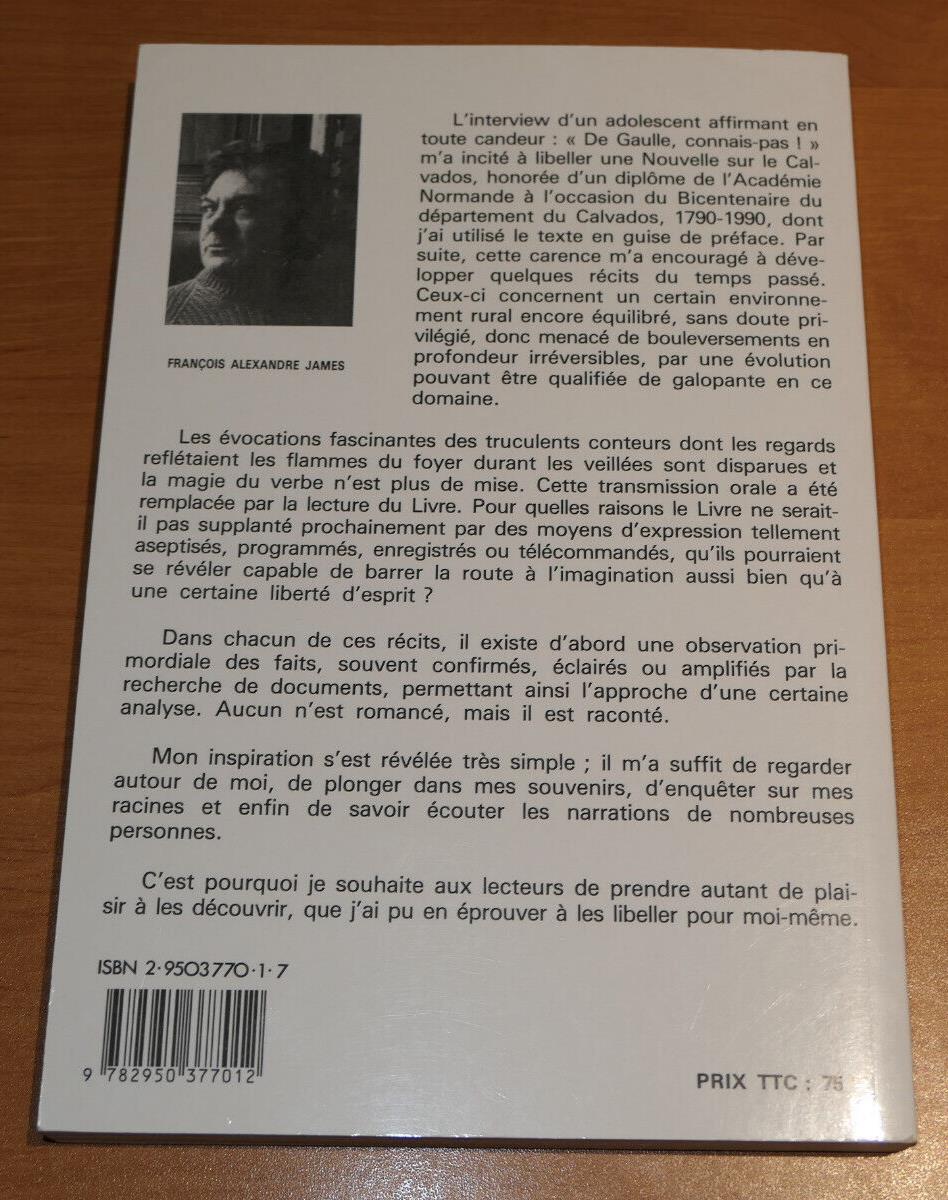 L'interview d'un adolescent affirmant en
toute candeur : « De Gaulle, connais-pas ! »
m'a incité à libeller une Nouvelle sur le Cal-
vados, honorée d'un diplôme de l'Académie
Normande à l'occasion du Bicentenaire du
département du Calvados, 1790-1990, dont
j'ai utilisé le texte en guise de préface. Par
suite, cette carence m'a encouragé à déve-
lopper quelques récits du temps passé.
Ceux-ci concernent un certain environne-
ment rural encore équilibré, sans doute pri-
vilégié, donc menacé de bouleversements en
profondeur irréversibles, par une évolution
pouvant être qualifiée de galopante en ce
domaine.
FRANÇOIS ALEXANDRE JAMES
Les évocations fascinantes des truculents conteurs dont les regards
reflétaient les flammes du foyer durant les veillées sont disparues et
la magie du verbe n'est plus de mise. Cette transmission orale a été
remplacée par la lecture du Livre. Pour quelles raisons le Livre ne serait-
il pas supplanté prochainement par des moyens d'expression tellement
aseptisés, programmés, enregistrés ou télécommandés, qu'ils pourraient
se révéler capable de barrer la route à l'imagination aussi bien qu'à
une certaine liberté d'esprit ?
Dans chacun de ces récits, il existe d'abord une observation pri-
mordiale des faits, souvent confirmés, éclairés ou amplifiés par la
recherche de documents, permettant ainsi l'approche d'une certaine
analyse. Aucun n'est romancé, mais il est raconté.
Mon inspiration s'est révélée très simple ; il m'a suffit de regarder
autour de moi, de plonger dans mes souvenirs, d'enquêter sur mes
racines et enfin de savoir écouter les narrations de nombreuses
personnes.
C'est pourquoi je souhaite aux lecteurs de prendre autant de plai-
sir à les découvrir, que j'ai pu en éprouver à les libeller pour moi-même.
ISBN 2·9503770·1·7
9 782950 377012
PRIX TTC : 75